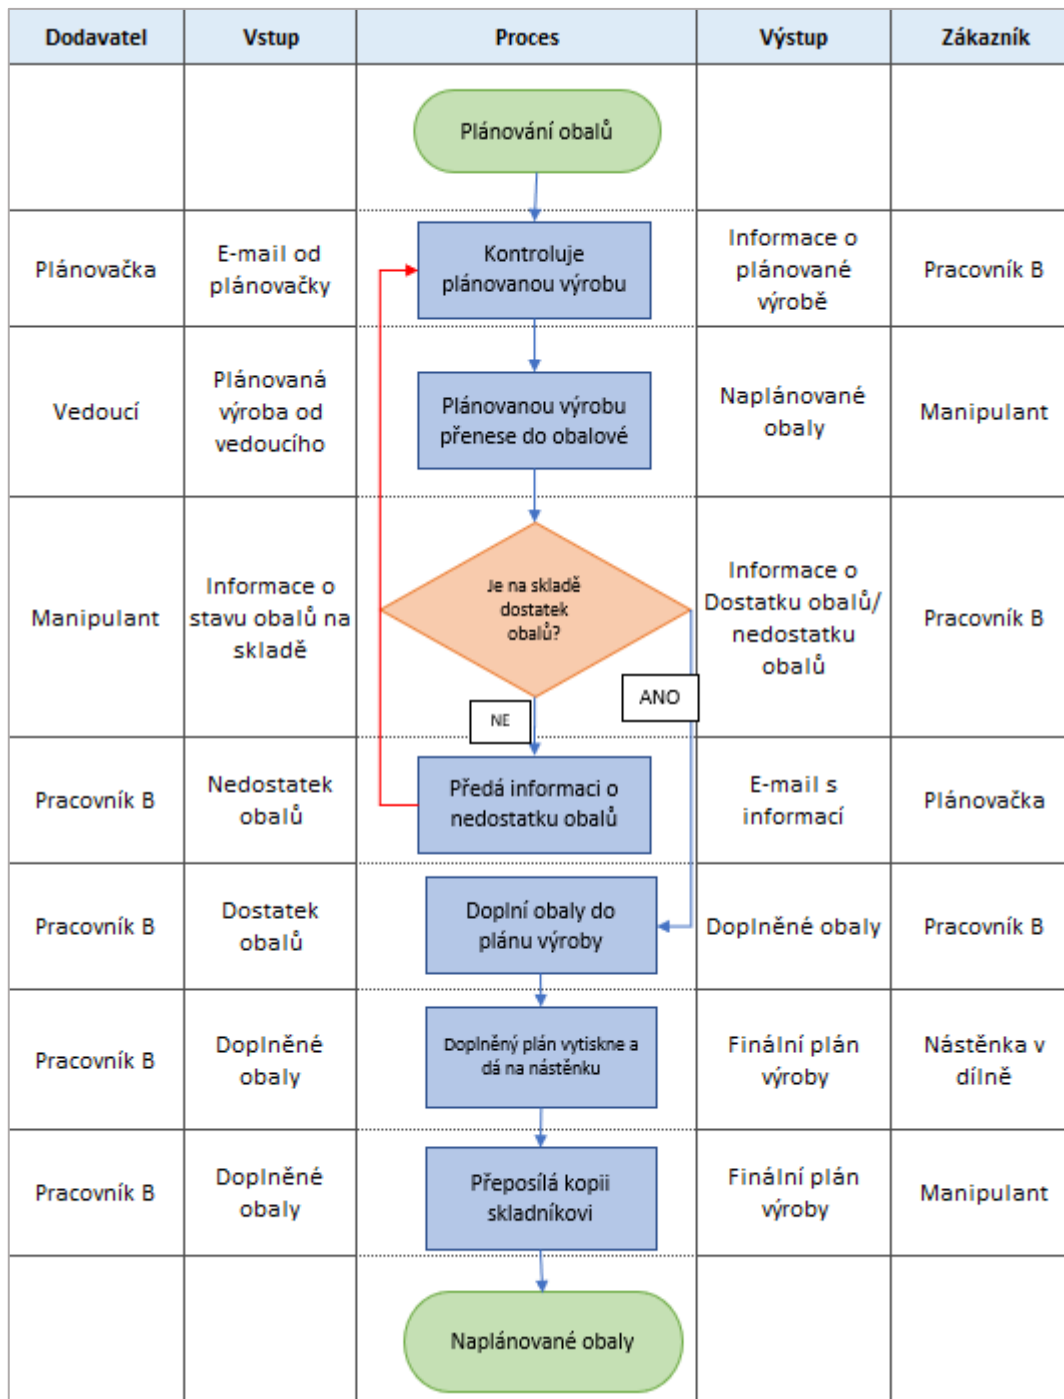 Dodavatel
Vstup
Proces
Výstup
Zákazník
Plánování obalů
Plánovačka
E-mail od
plánovačky
Kontroluje
plánovanou výrobu
Informace o
plánované
výrobě
Pracovník B
Vedoucí
Plánovaná
výroba od
vedoucího
Plánovanou výrobu
přenese do obalové
Naplánované
obaly
Manipulant
Manipulant
Informace o
stavu obalů na
skladě
Je na skladě
dostatek
obalů?
Informace o
Dostatku obalů/
nedostatku
obalů
Pracovník B
ANO
NE
Pracovník B
Nedostatek
obalů
Předá informaci o
nedostatku obalů
E-mail s
informací
Plánovačka
Pracovník B
Dostatek
obalů
Doplní obaly do
plánu výroby
Doplněné obaly
Pracovník B
Pracovník B
Doplněné
obaly
Doplněný plán vytiskne a
dá na nástěnku
Finální plán
výroby
Nástěnka v
dílně
Pracovník B
Doplněné
obaly
Přeposílá kopii
skladníkovi
Finální plán
výroby
Manipulant
Naplánované obaly